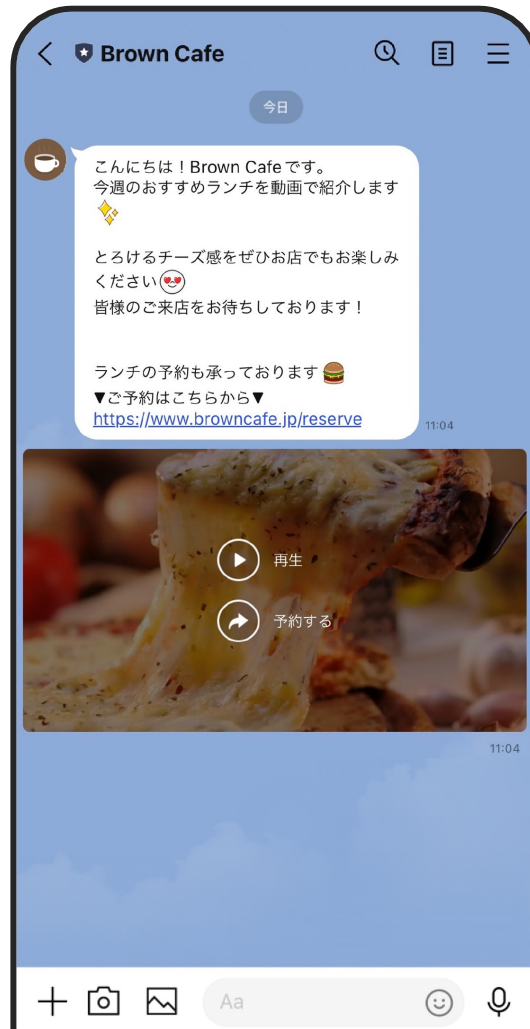 Brown Cafe
今日
こんにちは！Brown Cafeです。
今週のおすすめランチを動画で紹介します
とろけるチーズ感をぜひお店でもお楽しみ
ください
皆様のご来店をお待ちしております！
ランチの予約も承っております
▼ご予約はこちらから▼
https://www.browncafe.jp/reserve
11:04
再生
予約する
11:04
Aa